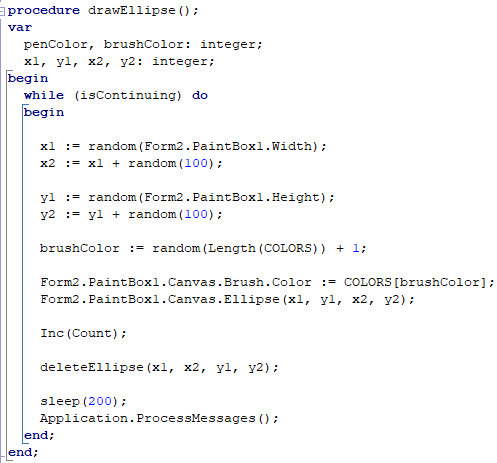 procedure drawEllipse();
var
  penColor, brushColor: integer;
  x1, y1, x2, y2: integer;
begin
  while (isContinuing) do
  begin

    x1 := random(Form2.PaintBox1.Width);
    x2 := x1 + random(100);

    y1 := random(Form2.PaintBox1.Height);
    y2 := y1 + random(100);

    brushColor := random(Length(COLORS)) + 1;

    Form2.PaintBox1.Canvas.Brush.Color := COLORS[brushColor];
    Form2.PaintBox1.Canvas.Ellipse(x1, y1, x2, y2);

    Inc(Count);

    deleteEllipse(x1, x2, y1, y2);

    sleep(200);
    Application.ProcessMessages();
  end;
end;